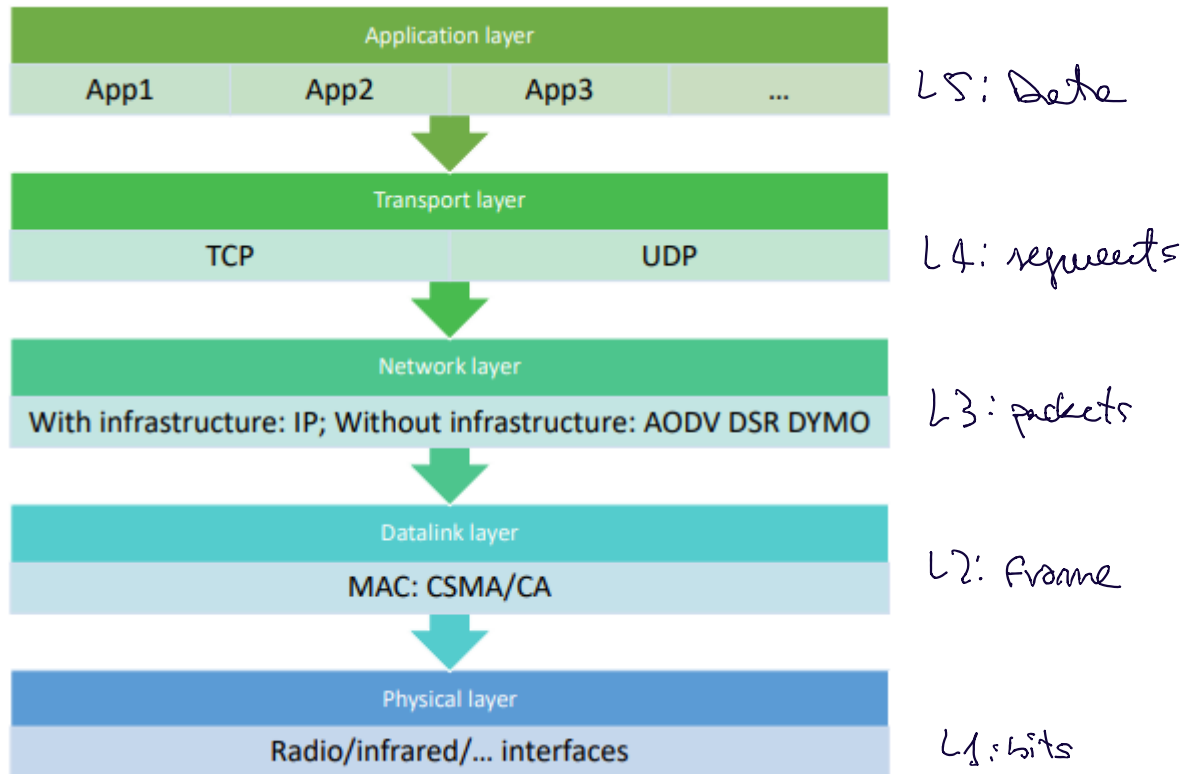 Application layer
App1 App2 App3 ...
L5: Data
Transport layer
TCP UDP
L4: segments
Network layer
With infrastructure: IP; Without infrastructure: AODV DSR DYMO
L3: packets
Datalink layer
MAC: CSMA/CA
L2: Frame
Physical layer
Radio/infrared/... interfaces
L1: bits